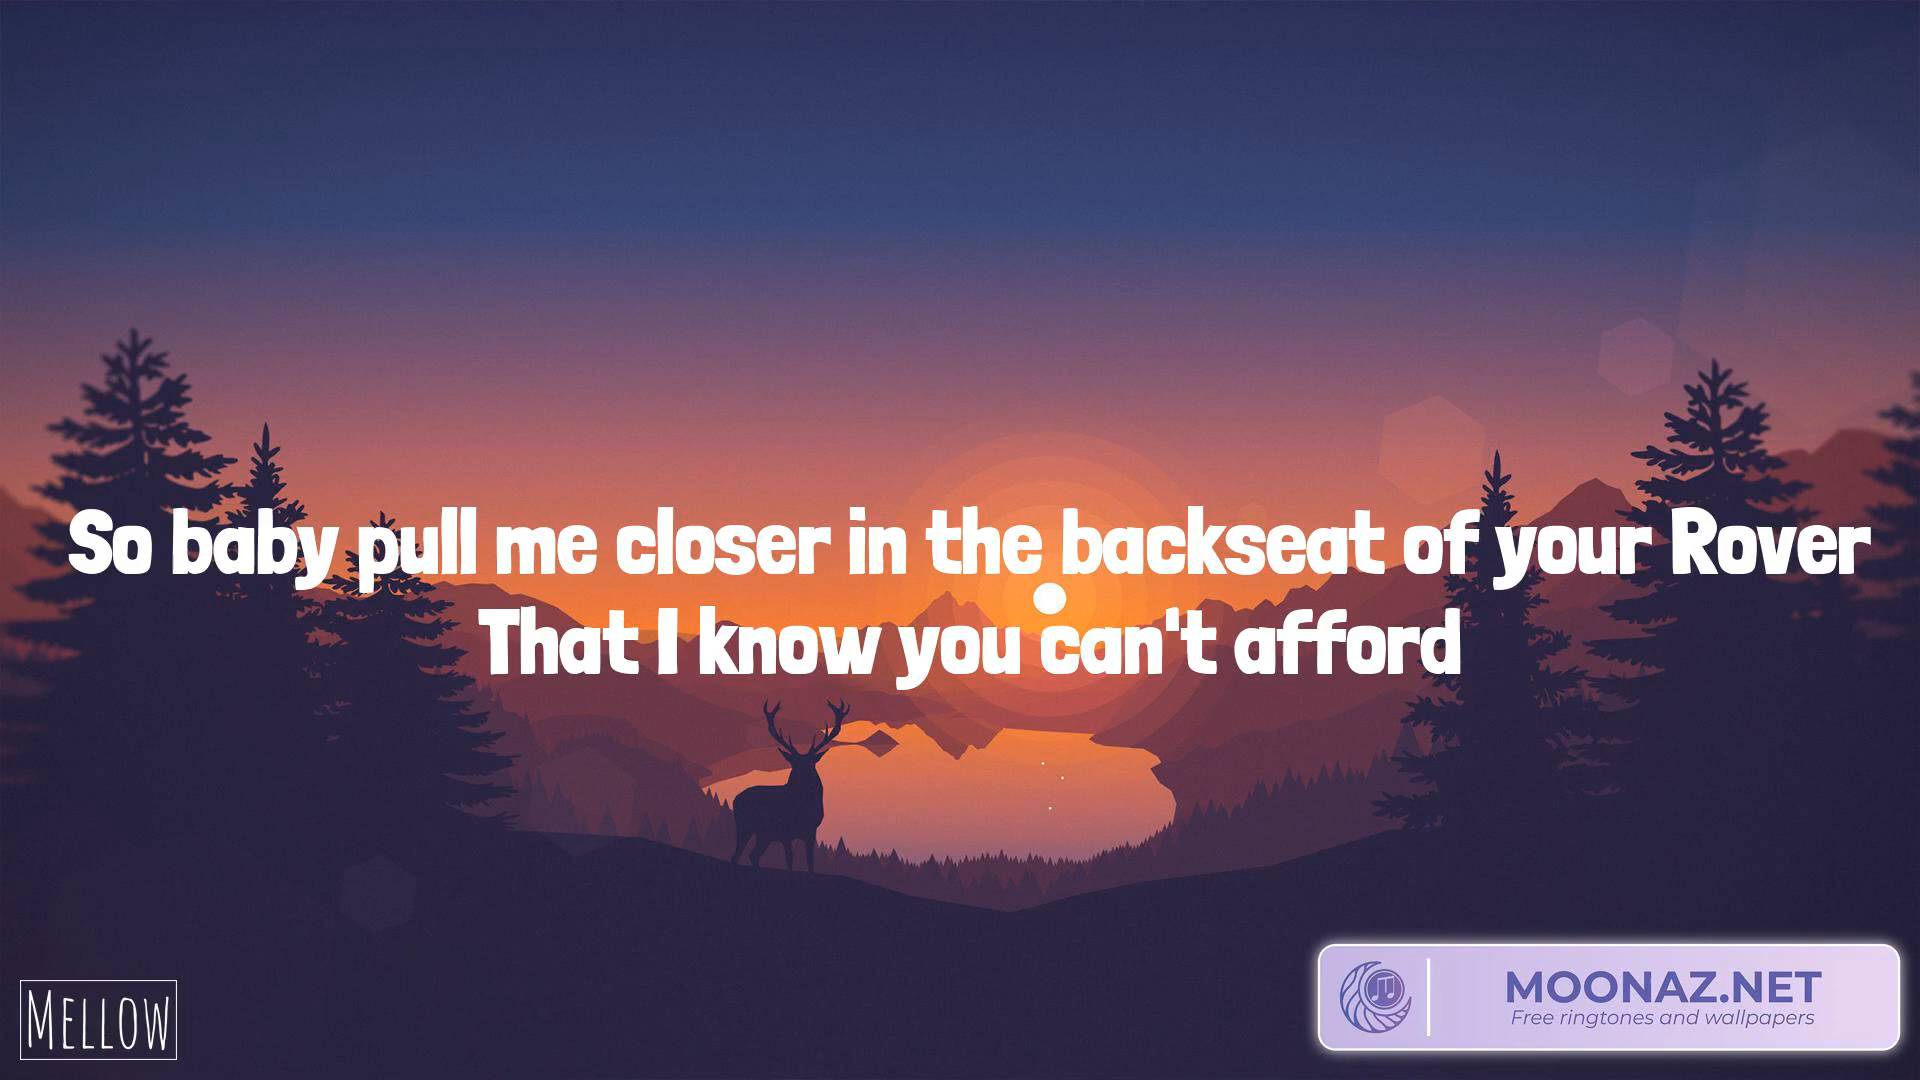 So baby pull me closer in the backseat of your Rover
That I know you can't afford
MELLOW
MOONAZ.NET
Free ringtones and wallpapers